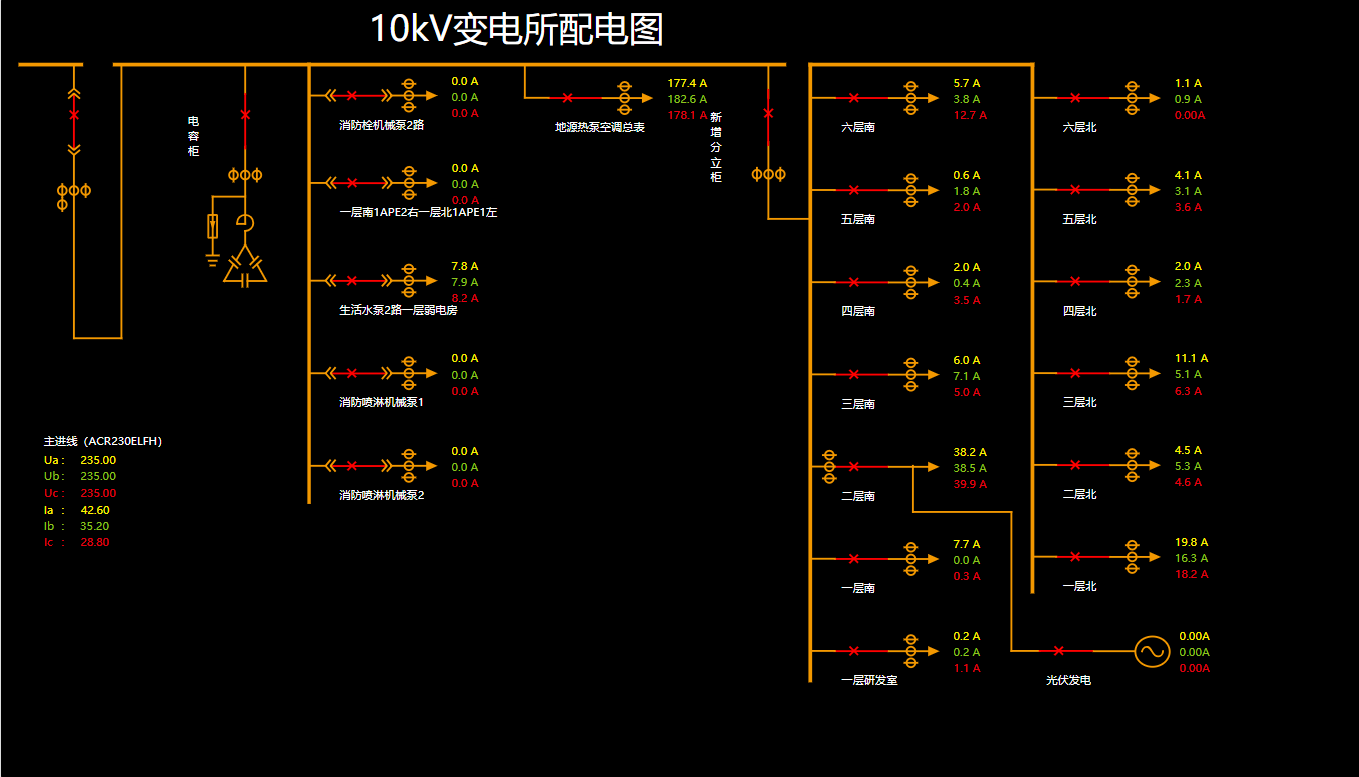 10kV变电所配电图
电
容
柜
0.0 A
0.0 A
0.0 A
消防栓机械泵2路
0.0 A
0.0 A
0.0 A
一层南1APE2右一层北1APE1左
7.8 A
7.9 A
8.2 A
生活水泵2路一层弱电房
0.0 A
0.0 A
0.0 A
消防喷淋机械泵1
0.0 A
0.0 A
0.0 A
消防喷淋机械泵2
177.4 A
182.6 A
178.1 A
地源热泵空调总表
新
增
分
立
柜
5.7 A
3.8 A
12.7 A
六层南
0.6 A
1.8 A
2.0 A
五层南
2.0 A
0.4 A
3.5 A
四层南
6.0 A
7.1 A
5.0 A
三层南
38.2 A
38.5 A
39.9 A
二层南
7.7 A
0.0 A
0.3 A
一层南
0.2 A
0.2 A
1.1 A
一层研发室
1.1 A
0.9 A
0.00A
六层北
4.1 A
3.1 A
3.6 A
五层北
2.0 A
2.3 A
1.7 A
四层北
11.1 A
5.1 A
6.3 A
三层北
4.5 A
5.3 A
4.6 A
二层北
19.8 A
16.3 A
18.2 A
一层北
0.00A
0.00A
0.00A
光伏发电
主进线（ACR230ELFH）
Ua： 235.00
Ub： 235.00
Uc： 235.00
Ia ： 42.60
Ib ： 35.20
Ic ： 28.80